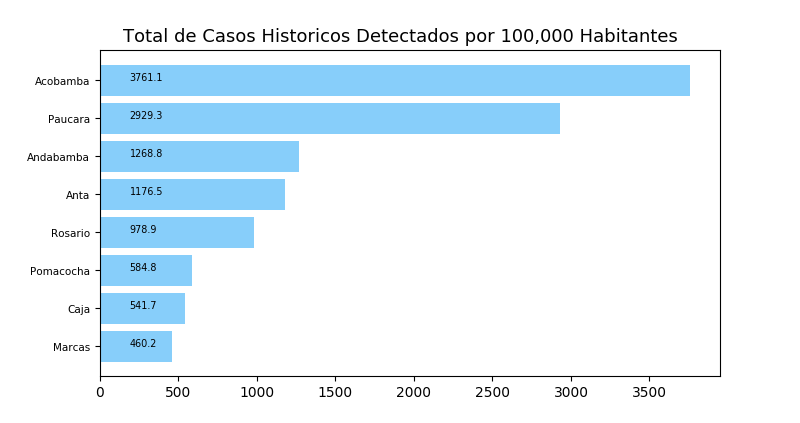 Total de Casos Historicos Detectados por 100,000 Habitantes
Acobamba 3761.1
Paucara 2929.3
Andabamba 1268.8
Anta 1176.5
Rosario 978.9
Pomacocha 584.8
Caja 541.7
Marcas 460.2
0 500 1000 1500 2000 2500 3000 3500